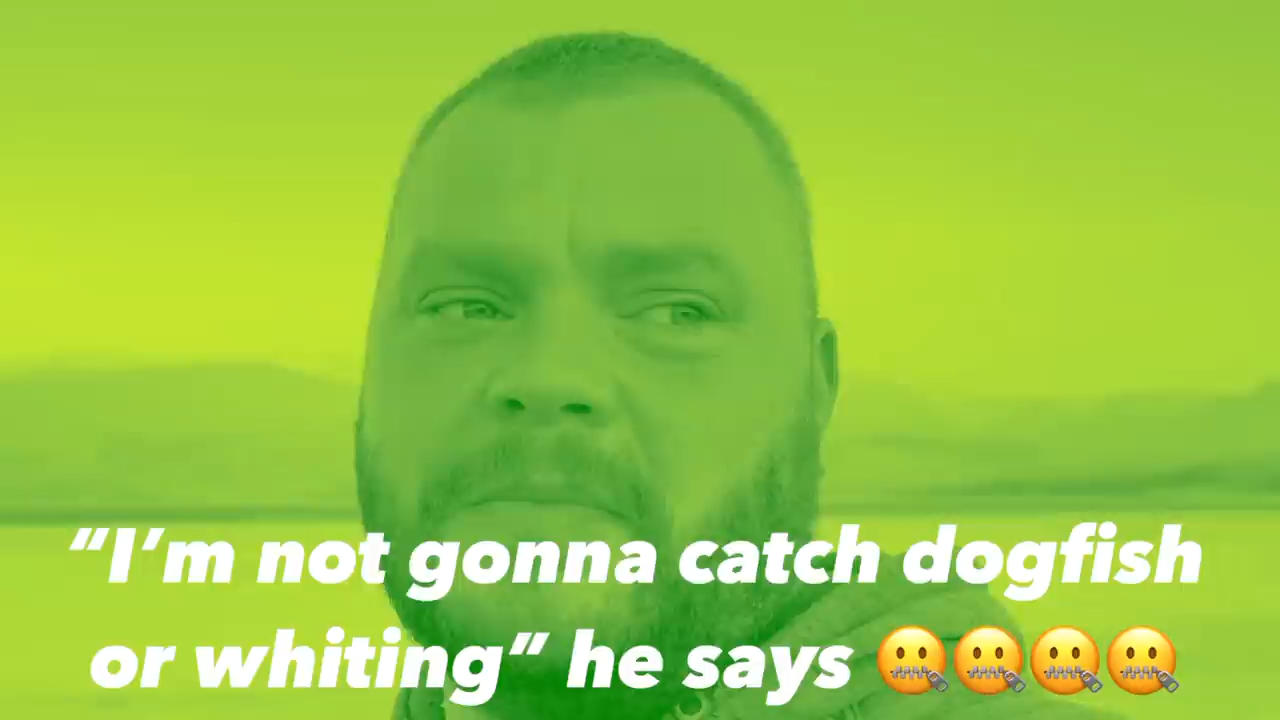 “I’m not gonna catch dogfish
or whiting” he says 🤐🤐🤐🤐